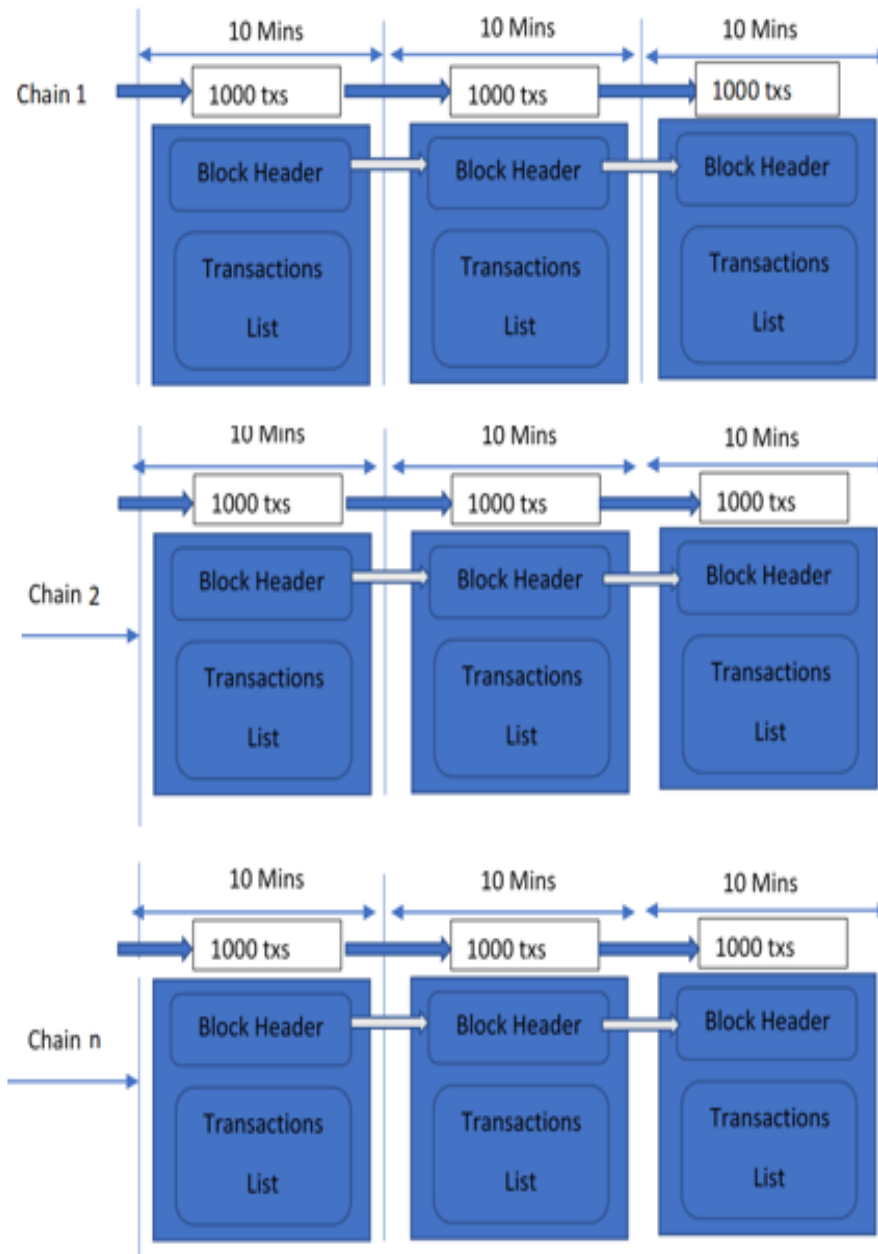 10 Mins 10 Mins 10 Mins
Chain 1 1000 txs 1000 txs 1000 txs
Block Header Block Header Block Header
Transactions Transactions Transactions
List List List
10 Mins 10 Mins 10 Mins
1000 txs 1000 txs 1000 txs
Block Header Block Header Block Header
Chain 2
Transactions Transactions Transactions
List List List
10 Mins 10 Mins 10 Mins
1000 txs 1000 txs 1000 txs
Block Header Block Header Block Header
Chain n
Transactions Transactions Transactions
List List List